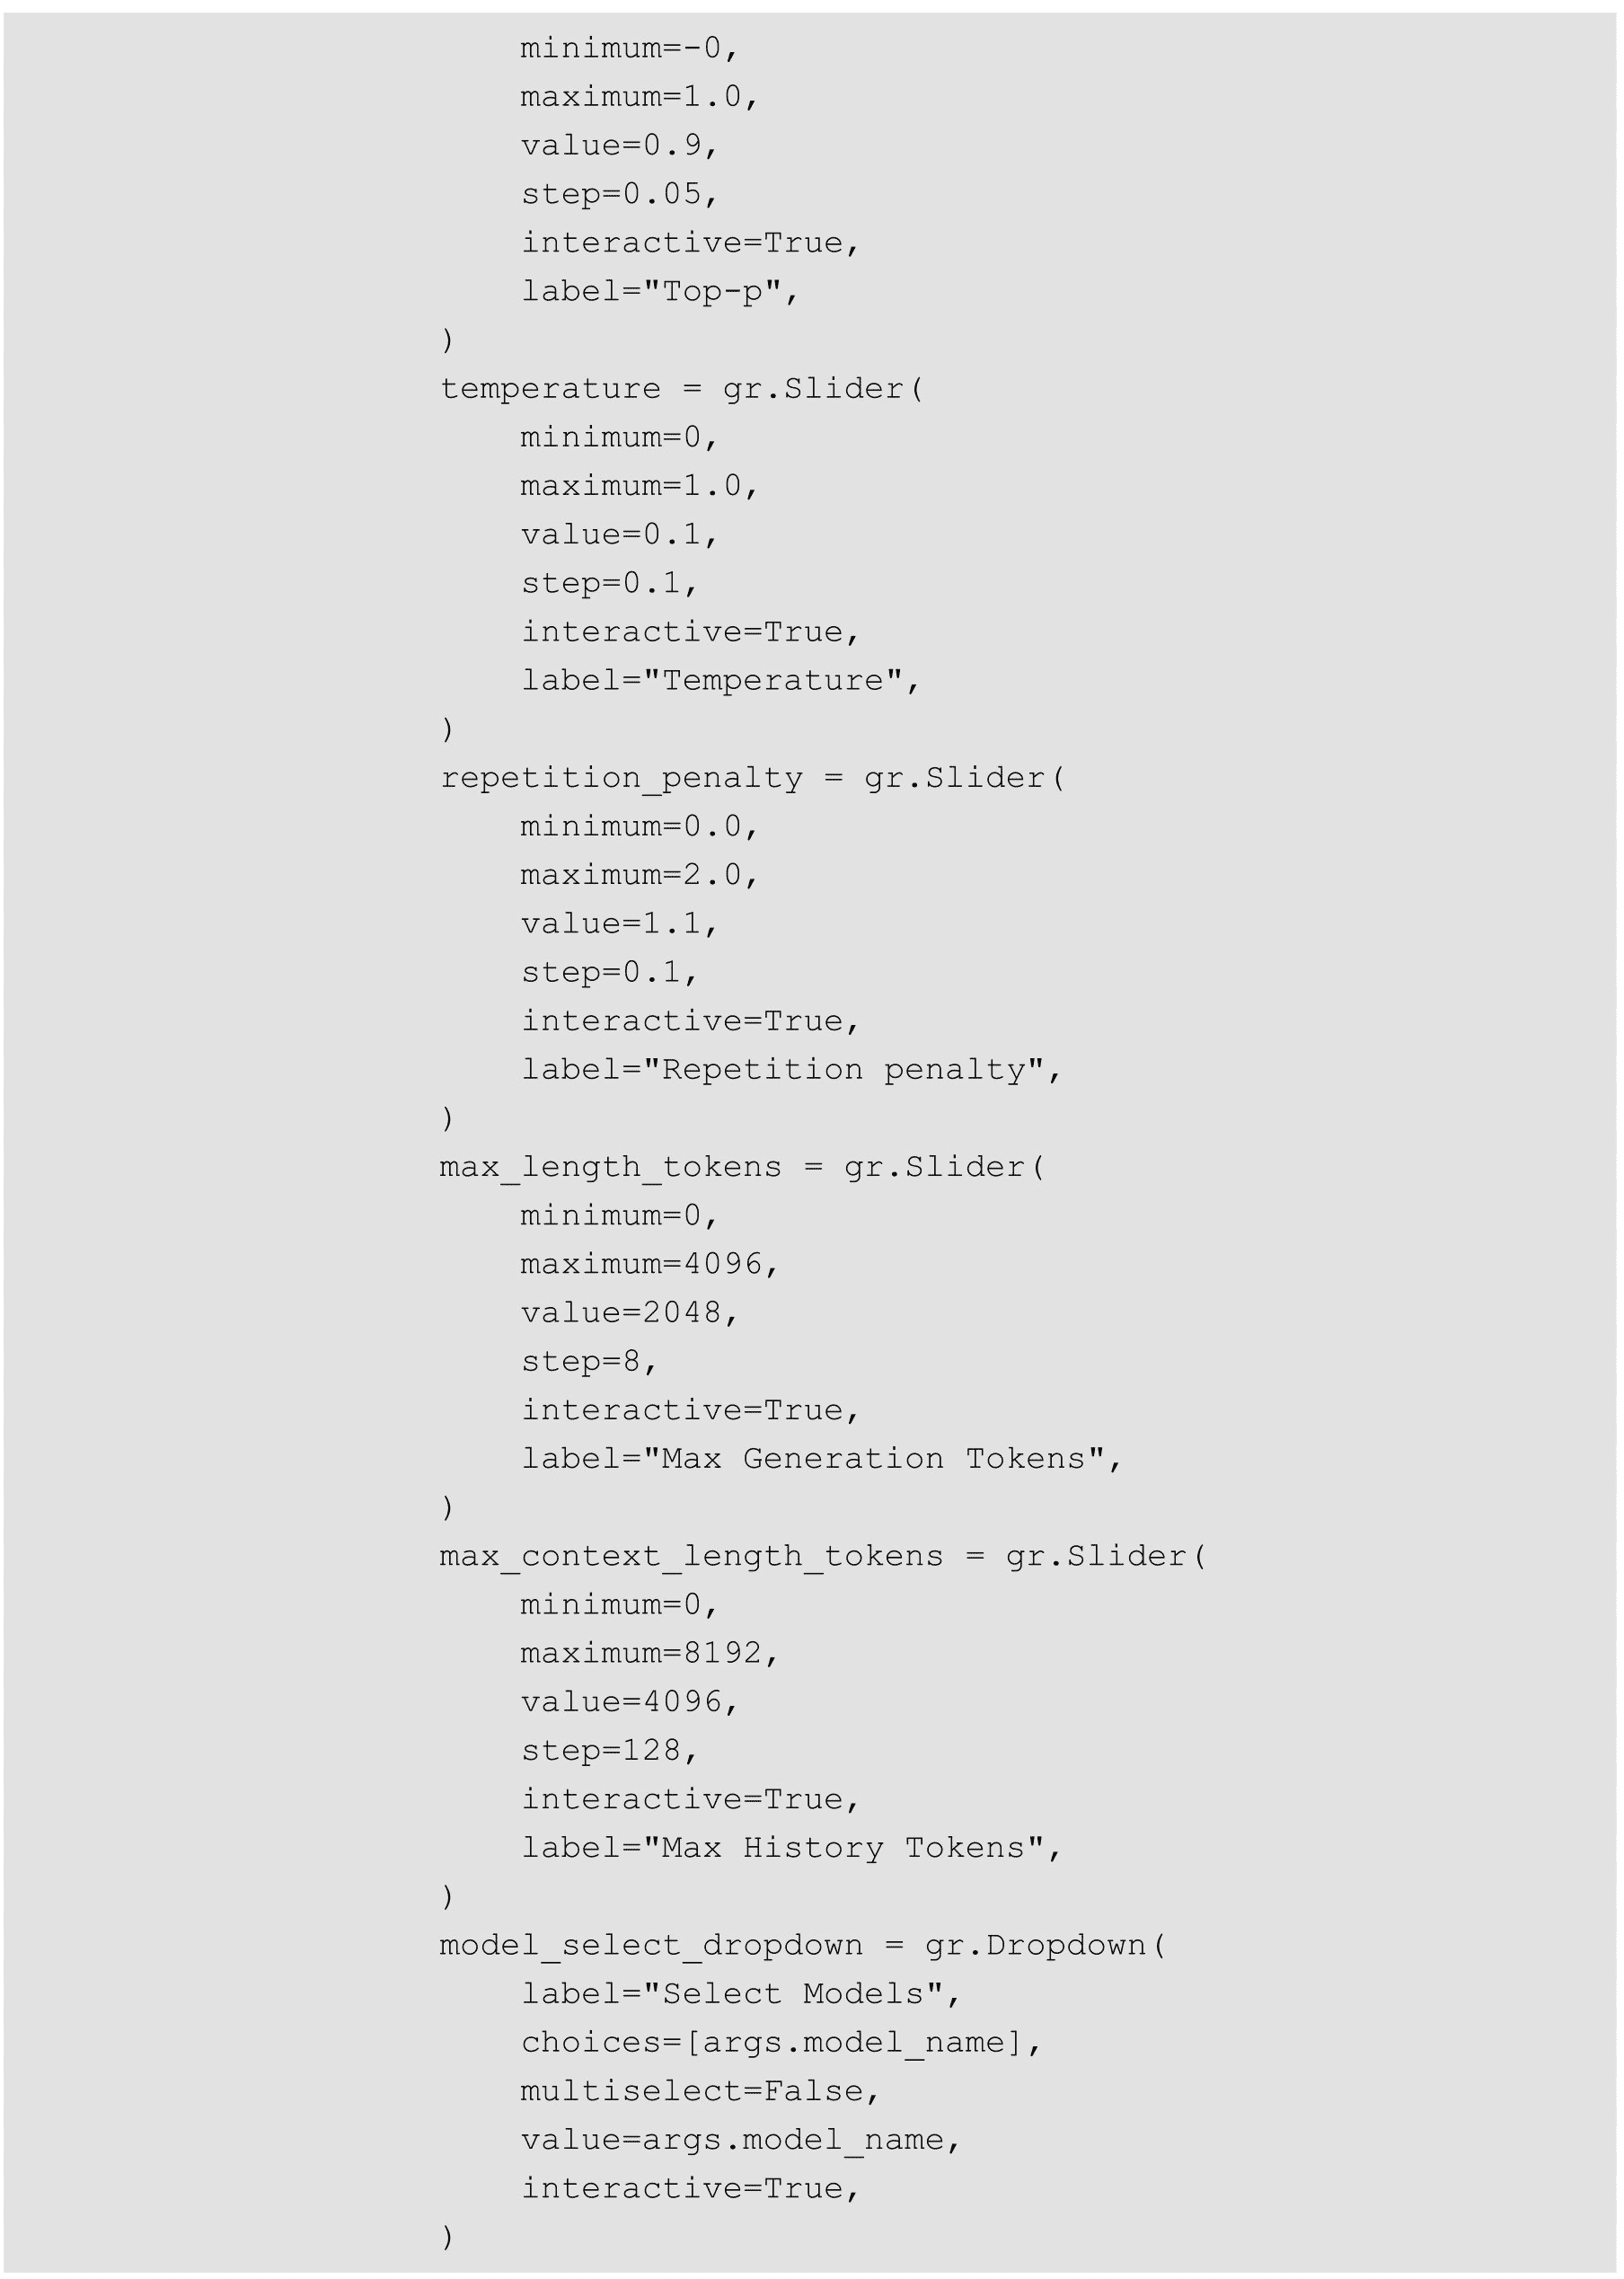 minimum=-0,
maximum=1.0,
value=0.9,
step=0.05,
interactive=True,
label="Top-p",
)
temperature = gr.Slider(
minimum=0,
maximum=1.0,
value=0.1,
step=0.1,
interactive=True,
label="Temperature",
)
repetition_penalty = gr.Slider(
minimum=0.0,
maximum=2.0,
value=1.1,
step=0.1,
interactive=True,
label="Repetition penalty",
)
max_length_tokens = gr.Slider(
minimum=0,
maximum=4096,
value=2048,
step=8,
interactive=True,
label="Max Generation Tokens",
)
max_context_length_tokens = gr.Slider(
minimum=0,
maximum=8192,
value=4096,
step=128,
interactive=True,
label="Max History Tokens",
)
model_select_dropdown = gr.Dropdown(
label="Select Models",
choices=[args.model_name],
multiselect=False,
value=args.model_name,
interactive=True,
)